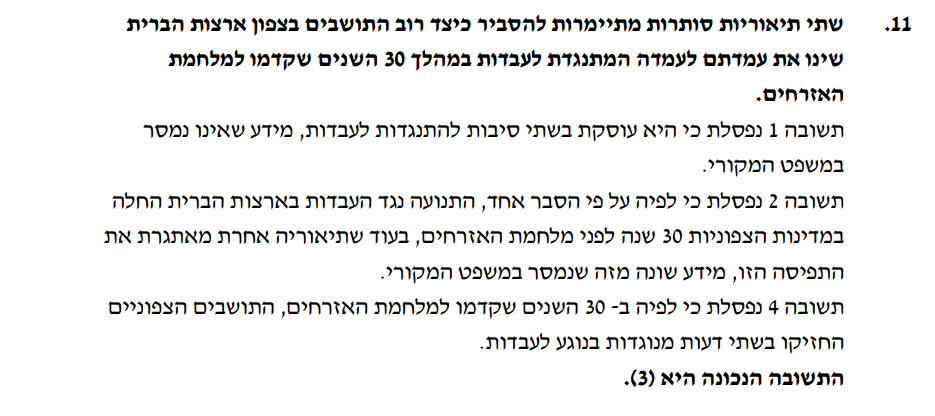 11. שתי תיאוריות סותרות מתיימרות להסביר כיצד רוב התושבים בצפון ארצות הברית
שינו את עמדתם לעמדה המתנגדת לעבדות במהלך 30 השנים שקדמו למלחמת
האזרחים.
תשובה 1 נפסלת כי היא עוסקת בשתי סיבות להתנגדות לעבדות, מידע שאינו נמסר
במשפט המקורי.
תשובה 2 נפסלת כי לפיה על פי הסבר אחד, התנועה נגד העבדות בארצות הברית החלה
במדינות הצפוניות 30 שנה לפני מלחמת האזרחים, בעוד שתיאוריה אחרת מאתגרת את
התפיסה הזו, מידע שונה מזה שנמסר במשפט המקורי.
תשובה 4 נפסלת כי לפיה ב- 30 השנים שקדמו למלחמת האזרחים, התושבים הצפוניים
החזיקו בשתי דעות מנוגדות בנוגע לעבדות.
התשובה הנכונה היא (3).